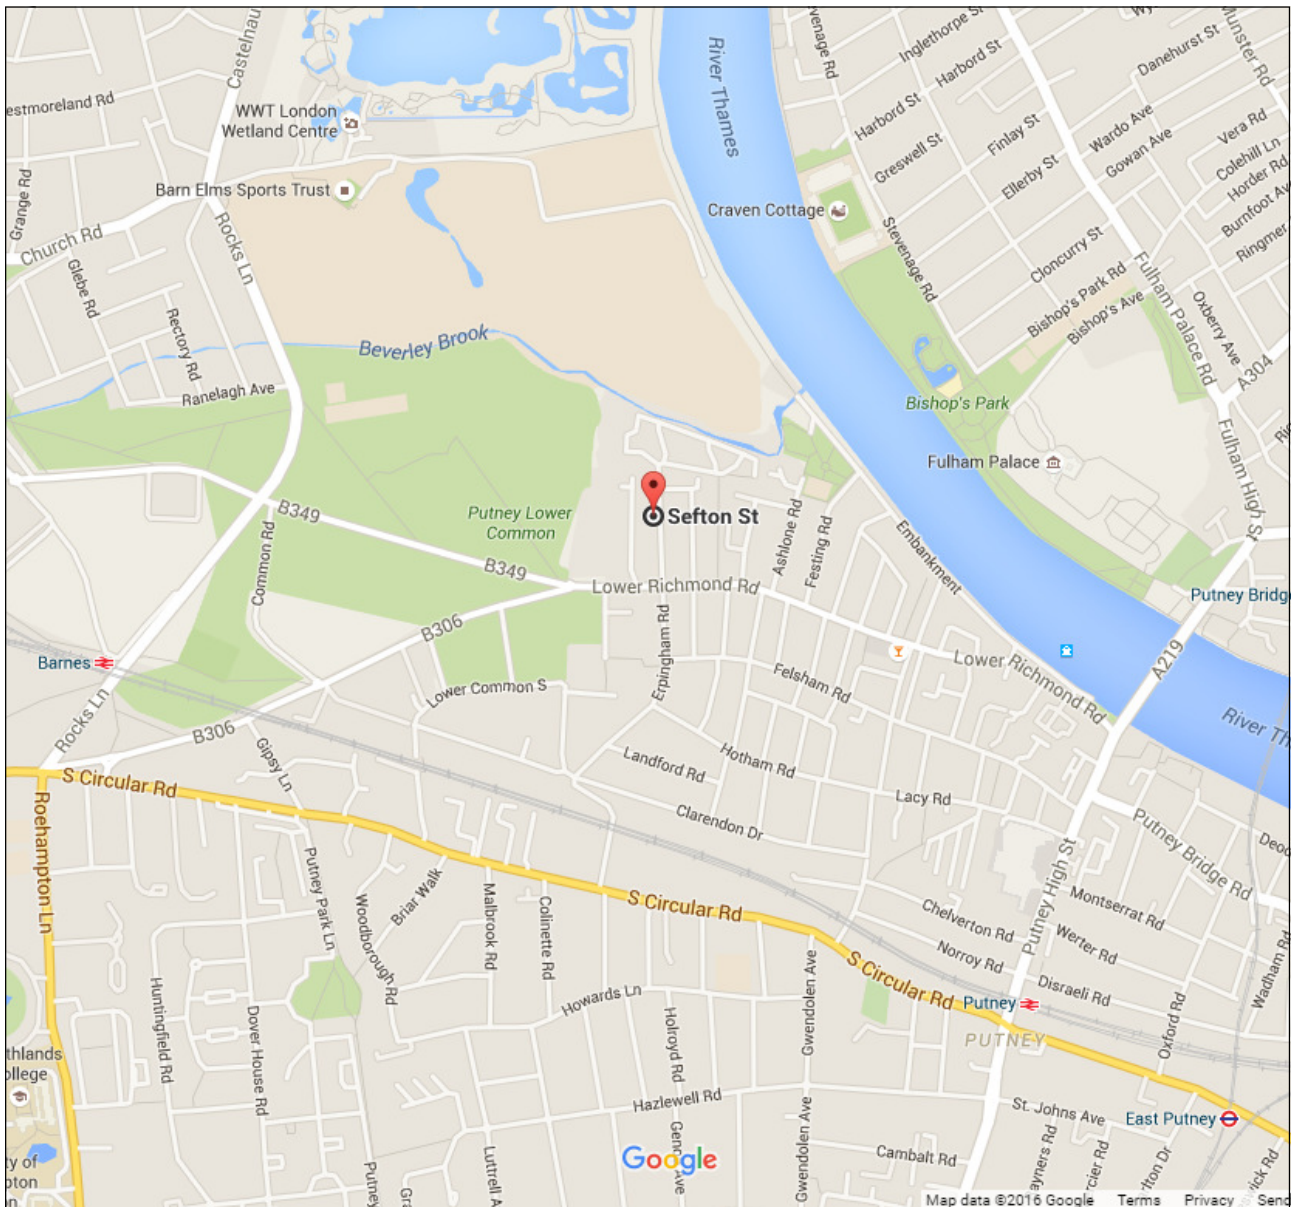 Castelnau
River Thames
Inglethorpe St
Harbord St
Danehurst St
Munster Rd
estmoreland Rd
WWT London
Wetland Centre
Harbord St
Finlay St
Wardo Ave
Vera Rd
Greswell St
Gowan Ave
Colehill Ln
Horder Rd
Ellerby St
Grange Rd
Barn Elms Sports Trust
Craven Cottage
Stevenage Rd
Church Rd
Rocks Ln
Cloncurry St
Ringmer
Glebe Rd
Bishop's Park Rd
Bishop's Ave
Fulham Palace Rd
Oxberry Ave
Rectory Rd
Beverley Brook
Ranelagh Ave
A304
Bishop's Park
Fulham High St
Fulham Palace
B349
Putney Lower
Common
Sefton St
Ashlone Rd
Festing Rd
Embankment
Common Rd
B349
Lower Richmond Rd
Putney Bridg
B306
Erpingham Rd
Barnes
Lower Richmond Rd
A219
Felsham Rd
Lower Common S
Rocks Ln
B306
Gipsy Ln
Hotham Rd
Landford Rd
S Circular Rd
Lacy Rd
Clarendon Dr
Putney Bridge Rd
Roehampton Ln
Putney Park Ln
Putney High St
Briar Walk
Woodborough Rd
Malbrook Rd
Colinette Rd
S Circular Rd
Chelverton Rd
Montserrat Rd
Werter Rd
Norroy Rd
Disraeli Rd
Wadham Rd
S Circular Rd
Gwendolen Ave
Huntingfield Rd
Dover House Rd
Howards Ln
Holroyd Rd
Putney
PUTNEY
Oxford Rd
Hazlewell Rd
St. Johns Ave
East Putney
Gwendolen Ave
Cambalt Rd
Google
Map data ©2016 Google Terms Privacy Send